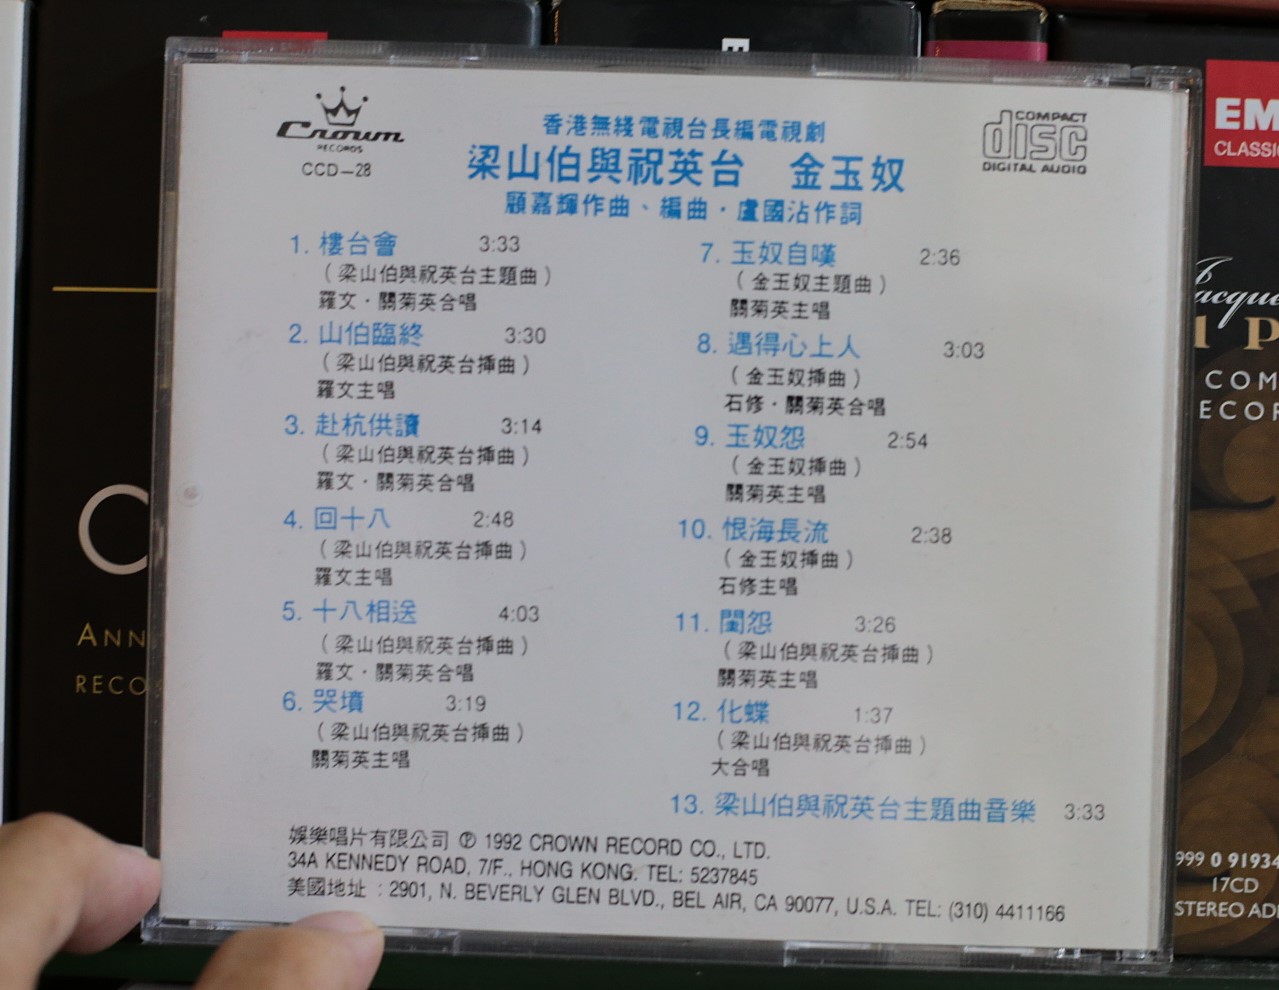 Crown
RECORDS
CCD–28
香港無綫電視台長編電視劇
梁山伯與祝英台 金玉奴
顧嘉輝作曲、編曲・盧國沾作詞
COMPACT
disc
DIGITAL AUDIO
1. 樓台會 3:33
（梁山伯與祝英台主題曲）
羅文・關菊英合唱
2. 山伯臨終 3:30
（梁山伯與祝英台插曲）
羅文主唱
3. 赴杭供讀 3:14
（梁山伯與祝英台插曲）
羅文・關菊英合唱
4. 回十八 2:48
（梁山伯與祝英台插曲）
羅文主唱
5. 十八相送 4:03
（梁山伯與祝英台插曲）
羅文・關菊英合唱
6. 哭墳 3:19
（梁山伯與祝英台插曲）
關菊英主唱
7. 玉奴自嘆 2:36
（金玉奴主題曲）
關菊英主唱
8. 遇得心上人 3:03
（金玉奴插曲）
石修・關菊英合唱
9. 玉奴怨 2:54
（金玉奴插曲）
關菊英主唱
10. 恨海長流 2:38
（金玉奴插曲）
石修主唱
11. 閨怨 3:26
（梁山伯與祝英台插曲）
關菊英主唱
12. 化蝶 1:37
（梁山伯與祝英台插曲）
大合唱
13. 梁山伯與祝英台主題曲音樂 3:33
娛樂唱片有限公司 ℗ 1992 CROWN RECORD CO., LTD.
34A KENNEDY ROAD, 7/F., HONG KONG. TEL: 5237845
美國地址：2901, N. BEVERLY GLEN BLVD., BEL AIR, CA 90077, U.S.A. TEL: (310) 4411166
ANN
RECO
EM
CLASSI
acque
COM
ECOR
999 0 91934
17CD
STEREO AD